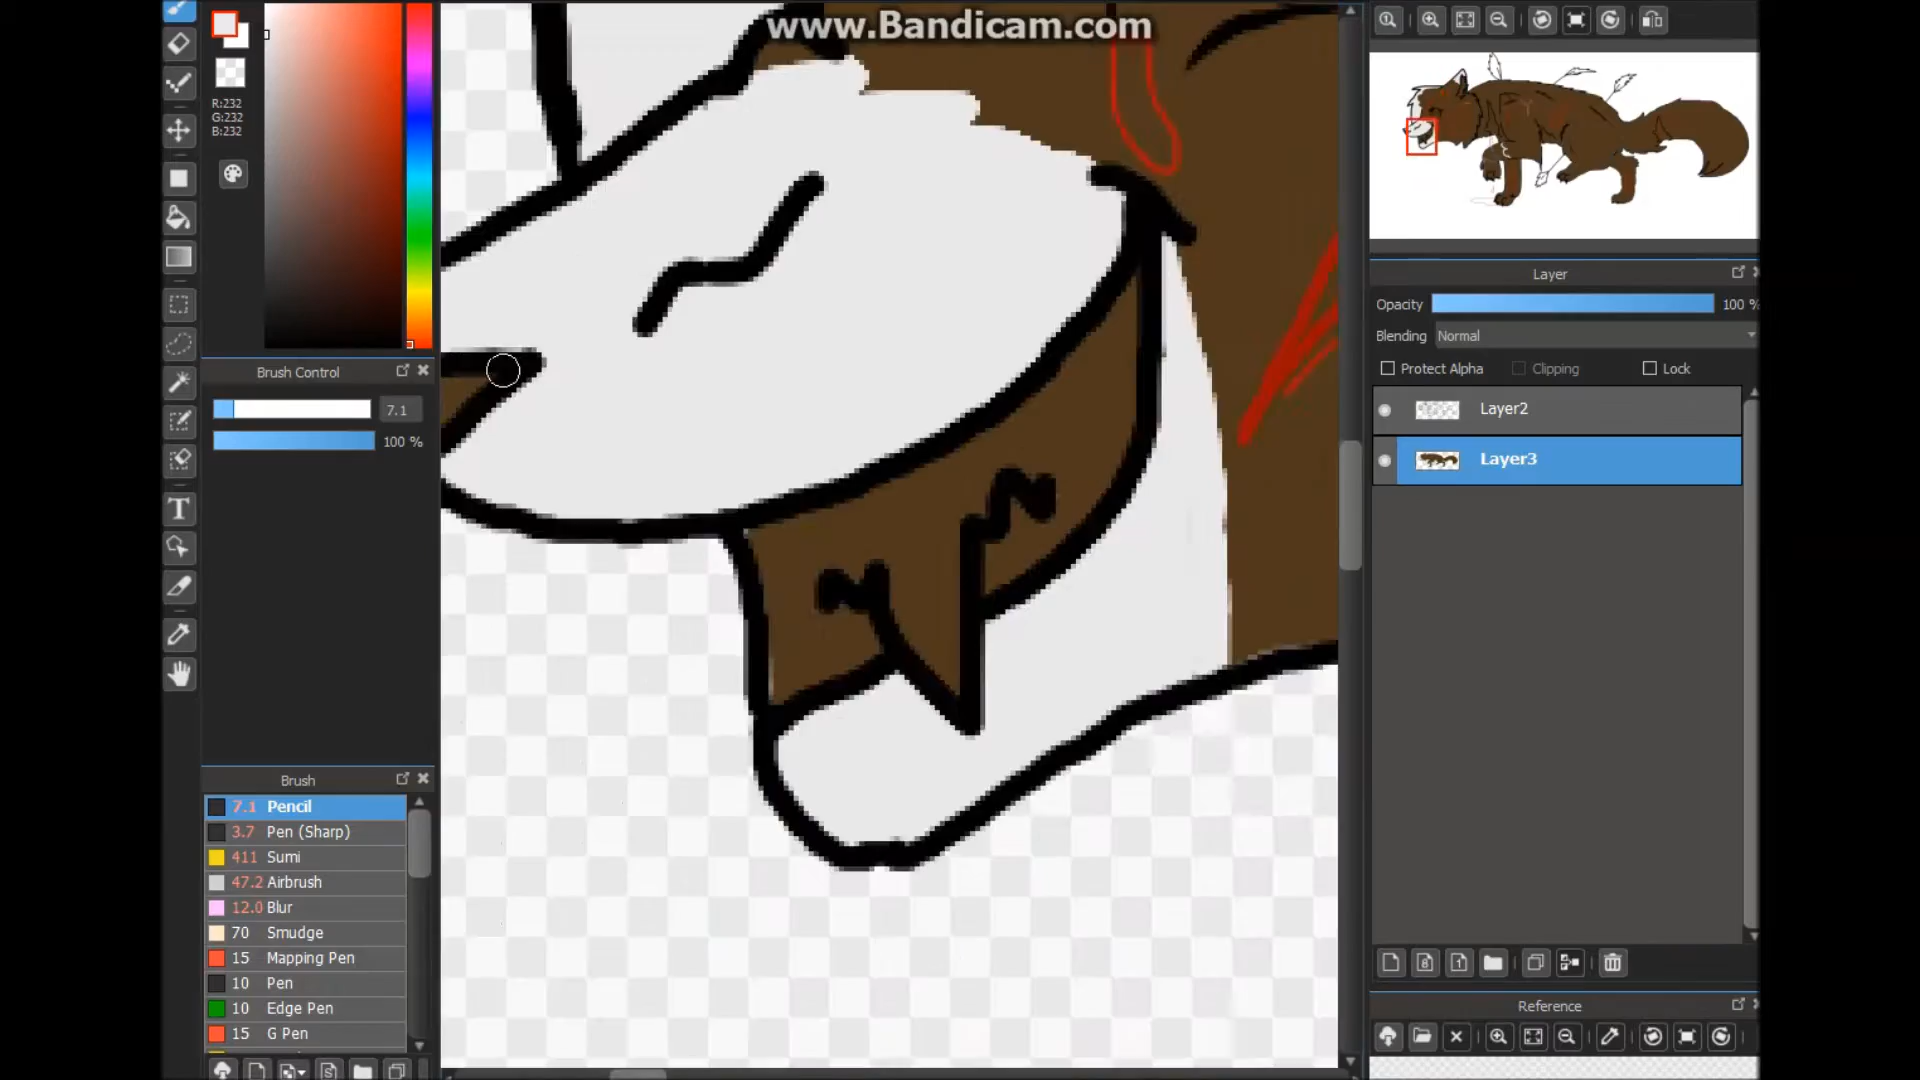 www.Bandicam.com
R:232
G:232
B:232
Brush Control
7.1
100 %
Brush
7.1 Pencil
3.7 Pen (Sharp)
411 Sumi
47.2 Airbrush
12.0 Blur
70 Smudge
15 Mapping Pen
10 Pen
10 Edge Pen
15 G Pen
Layer
Opacity 100 %
Blending Normal
Protect Alpha Clipping Lock
Layer2
Layer3
Reference